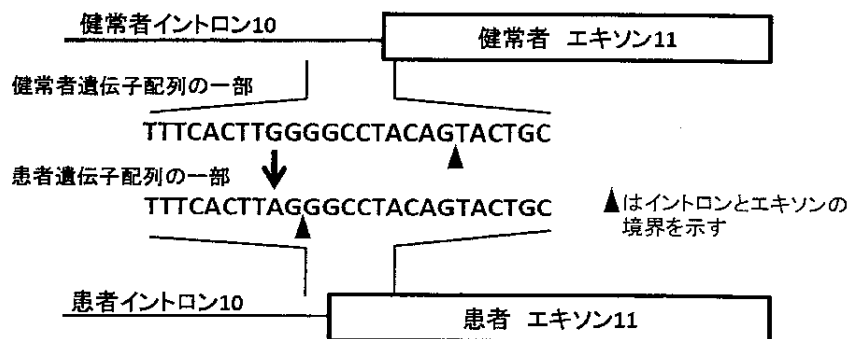 健常者イントロン10
健常者 エキソン11
健常者遺伝子配列の一部
TTTCACTTGGGGCCTACAGTACTGC
患者遺伝子配列の一部
TTTCACTTAGGGCCTACAGTACTGC
▲はイントロンとエキソンの
境界を示す
患者イントロン10
患者 エキソン11